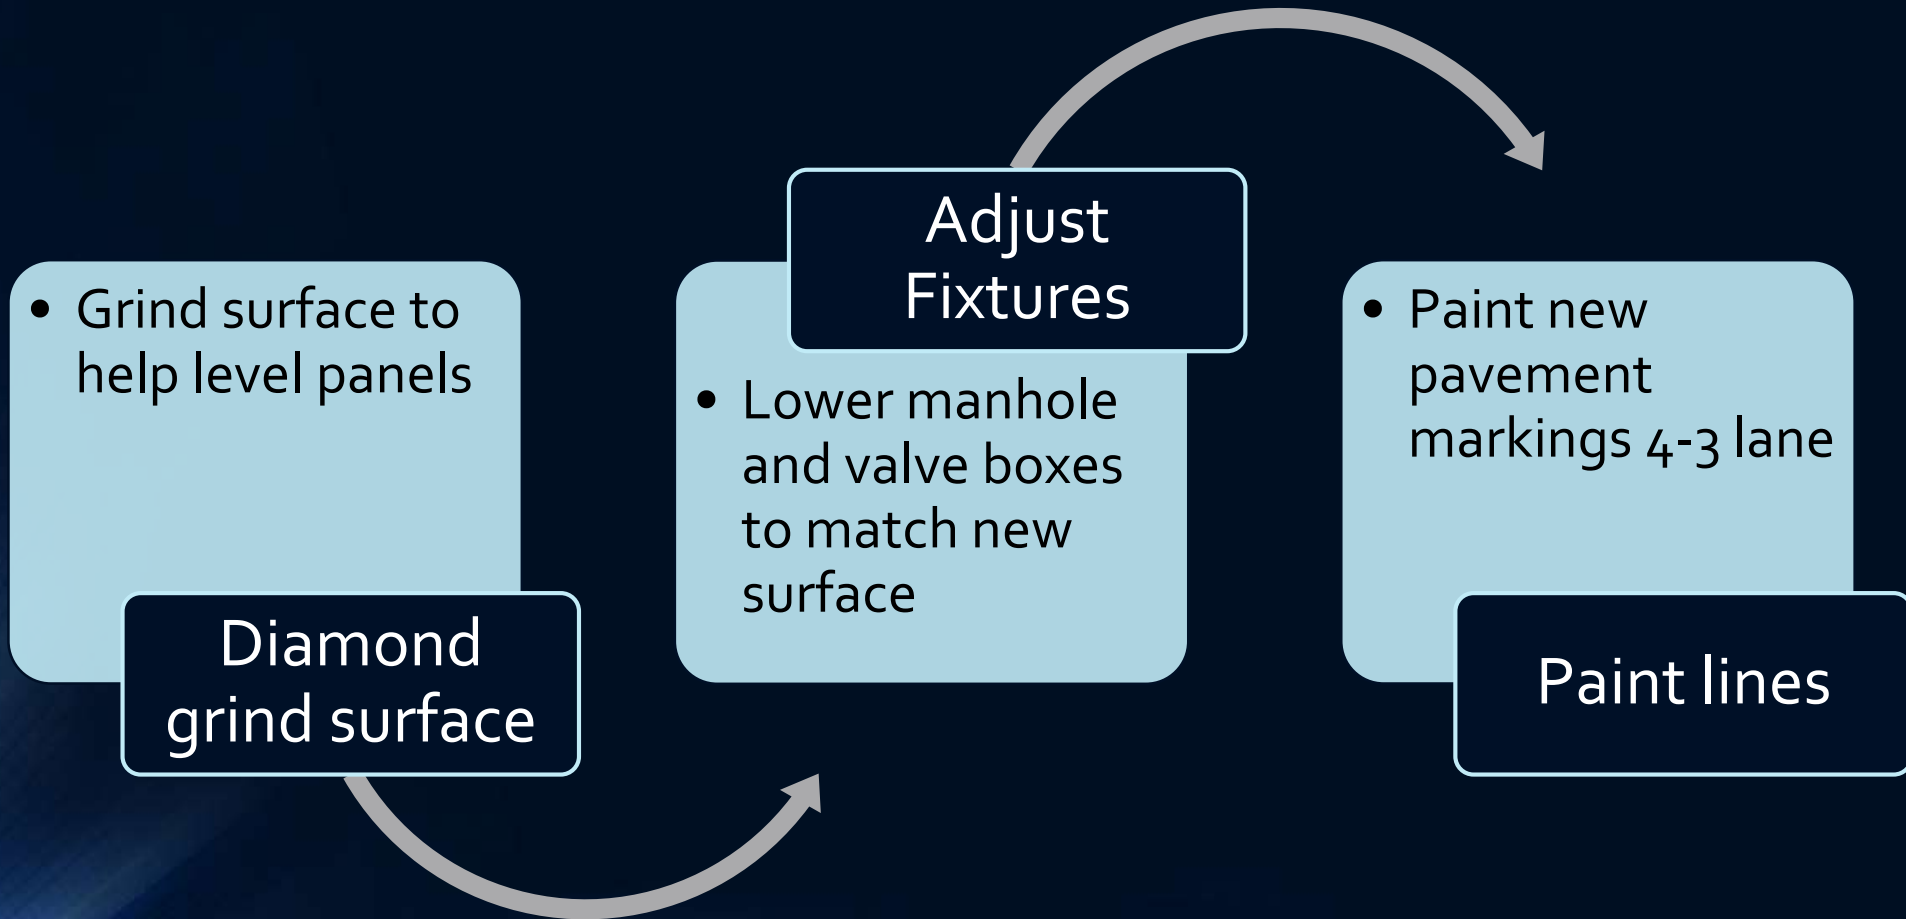 • Grind surface to
help level panels
Diamond
grind surface
Adjust
Fixtures
• Lower manhole
and valve boxes
to match new
surface
• Paint new
pavement
markings 4-3 lane
Paint lines